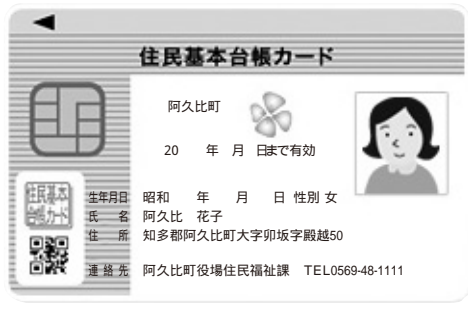 住民基本台帳カード
阿久比町
20　　年　月　日まで有効
住民基本
台帳カード
生年月日　昭和　　年　　月　　日　性別 女
氏　　名　阿久比　花子
住　　所　知多郡阿久比町大字卯坂字殿越50
連 絡 先　阿久比町役場住民福祉課　TEL0569-48-1111